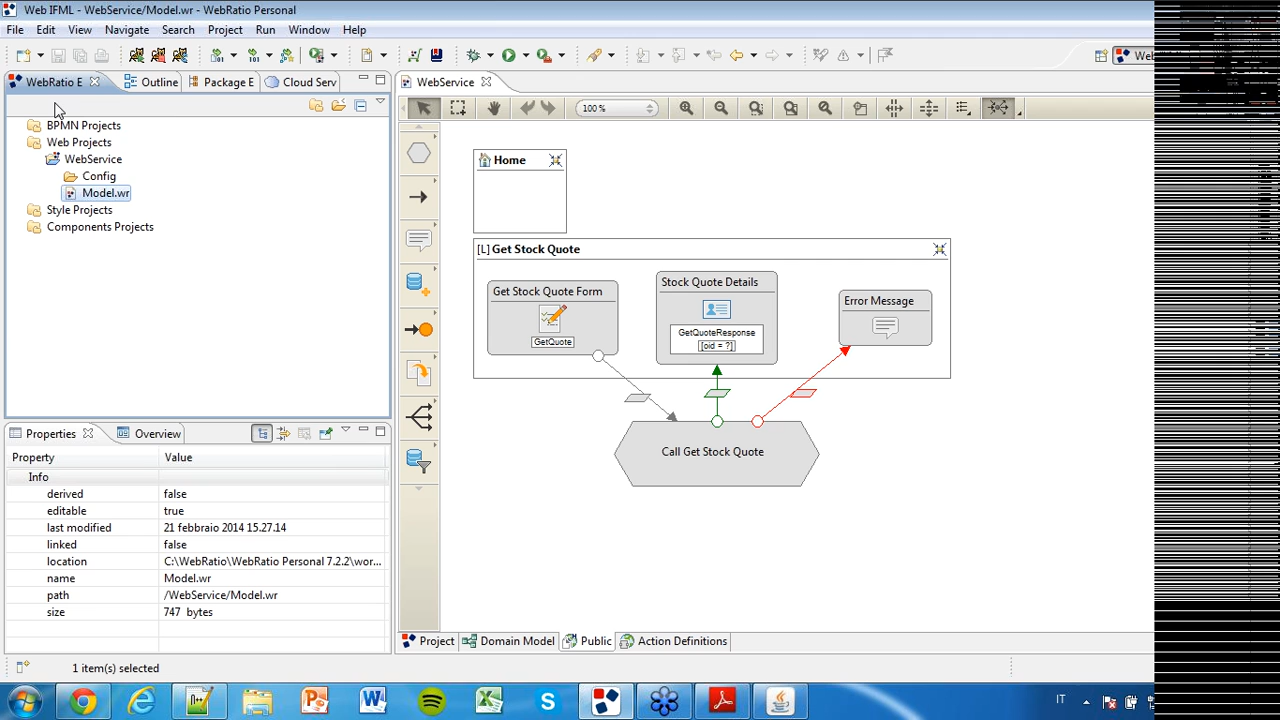 Web IFML - WebService/Model.wr - WebRatio Personal
File Edit View Navigate Search Project Run Window Help
WebRatio E Outline Package E Cloud Serv
BPMN Projects
Web Projects
WebService
Config
Model.wr
Style Projects
Components Projects
WebService
100 %
Home
[L] Get Stock Quote
Get Stock Quote Form
GetQuote
Stock Quote Details
GetQuoteResponse
[oid = ?]
Error Message
Call Get Stock Quote
Properties Overview
Property Value
Info
derived false
editable true
last modified 21 febbraio 2014 15.27.14
linked false
location C:\WebRatio\WebRatio Personal 7.2.2\wor...
name Model.wr
path /WebService/Model.wr
size 747 bytes
Project Domain Model Public Action Definitions
1 item(s) selected
IT